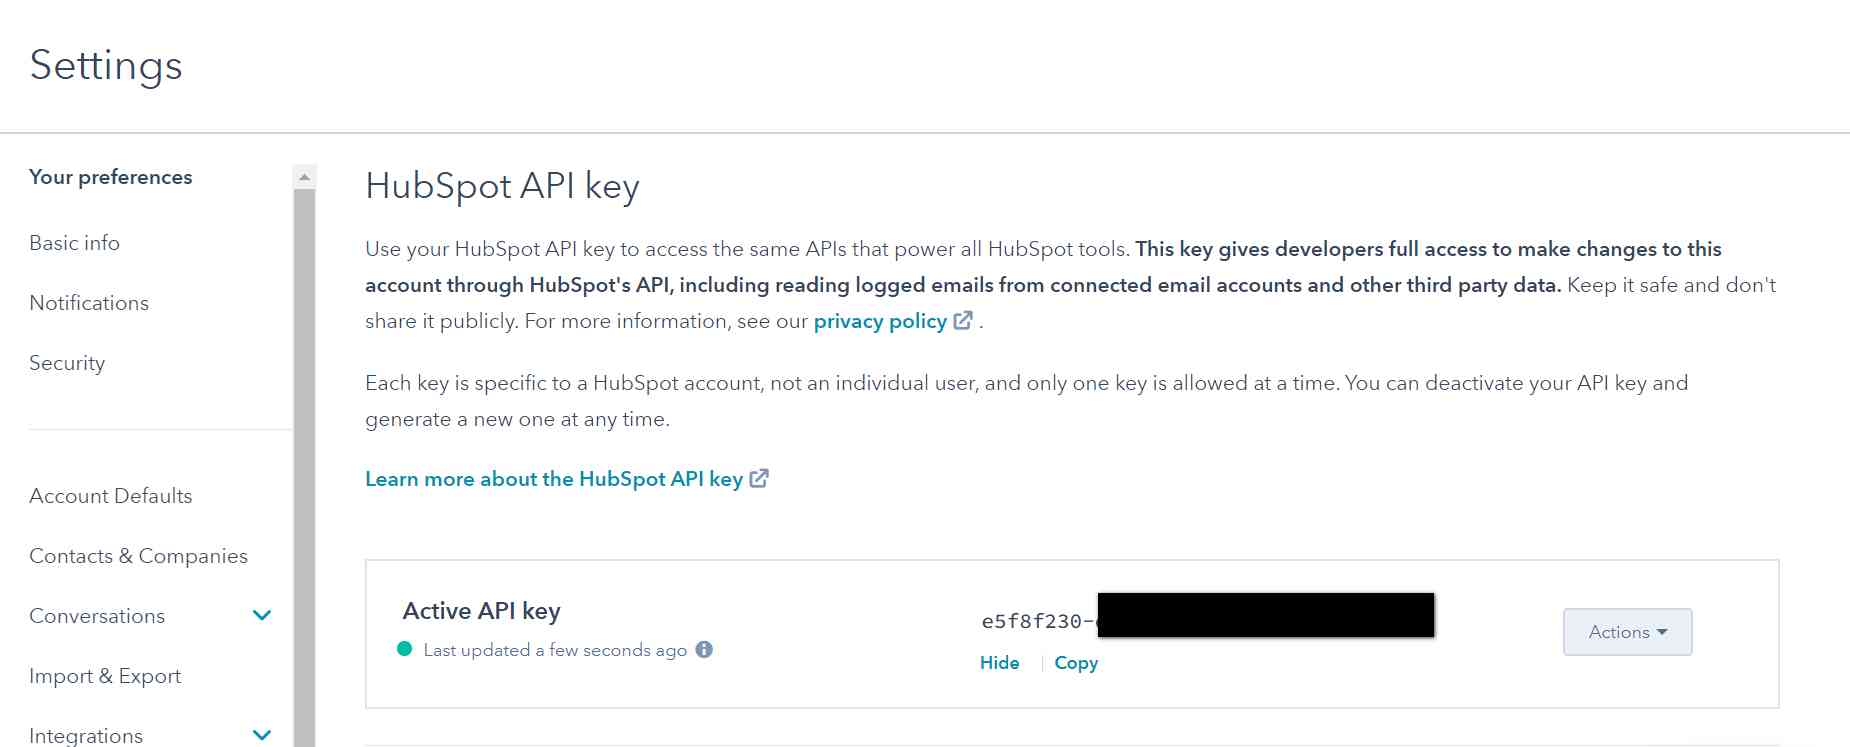 Settings
Your preferences
Basic info
Notifications
Security
Account Defaults
Contacts & Companies
Conversations
Import & Export
Integrations
HubSpot API key
Use your HubSpot API key to access the same APIs that power all HubSpot tools. This key gives developers full access to make changes to this
account through HubSpot's API, including reading logged emails from connected email accounts and other third party data. Keep it safe and don't
share it publicly. For more information, see our privacy policy .
Each key is specific to a HubSpot account, not an individual user, and only one key is allowed at a time. You can deactivate your API key and
generate a new one at any time.
Learn more about the HubSpot API key
Active API key
Last updated a few seconds ago
e5f8f230-
Hide | Copy
Actions